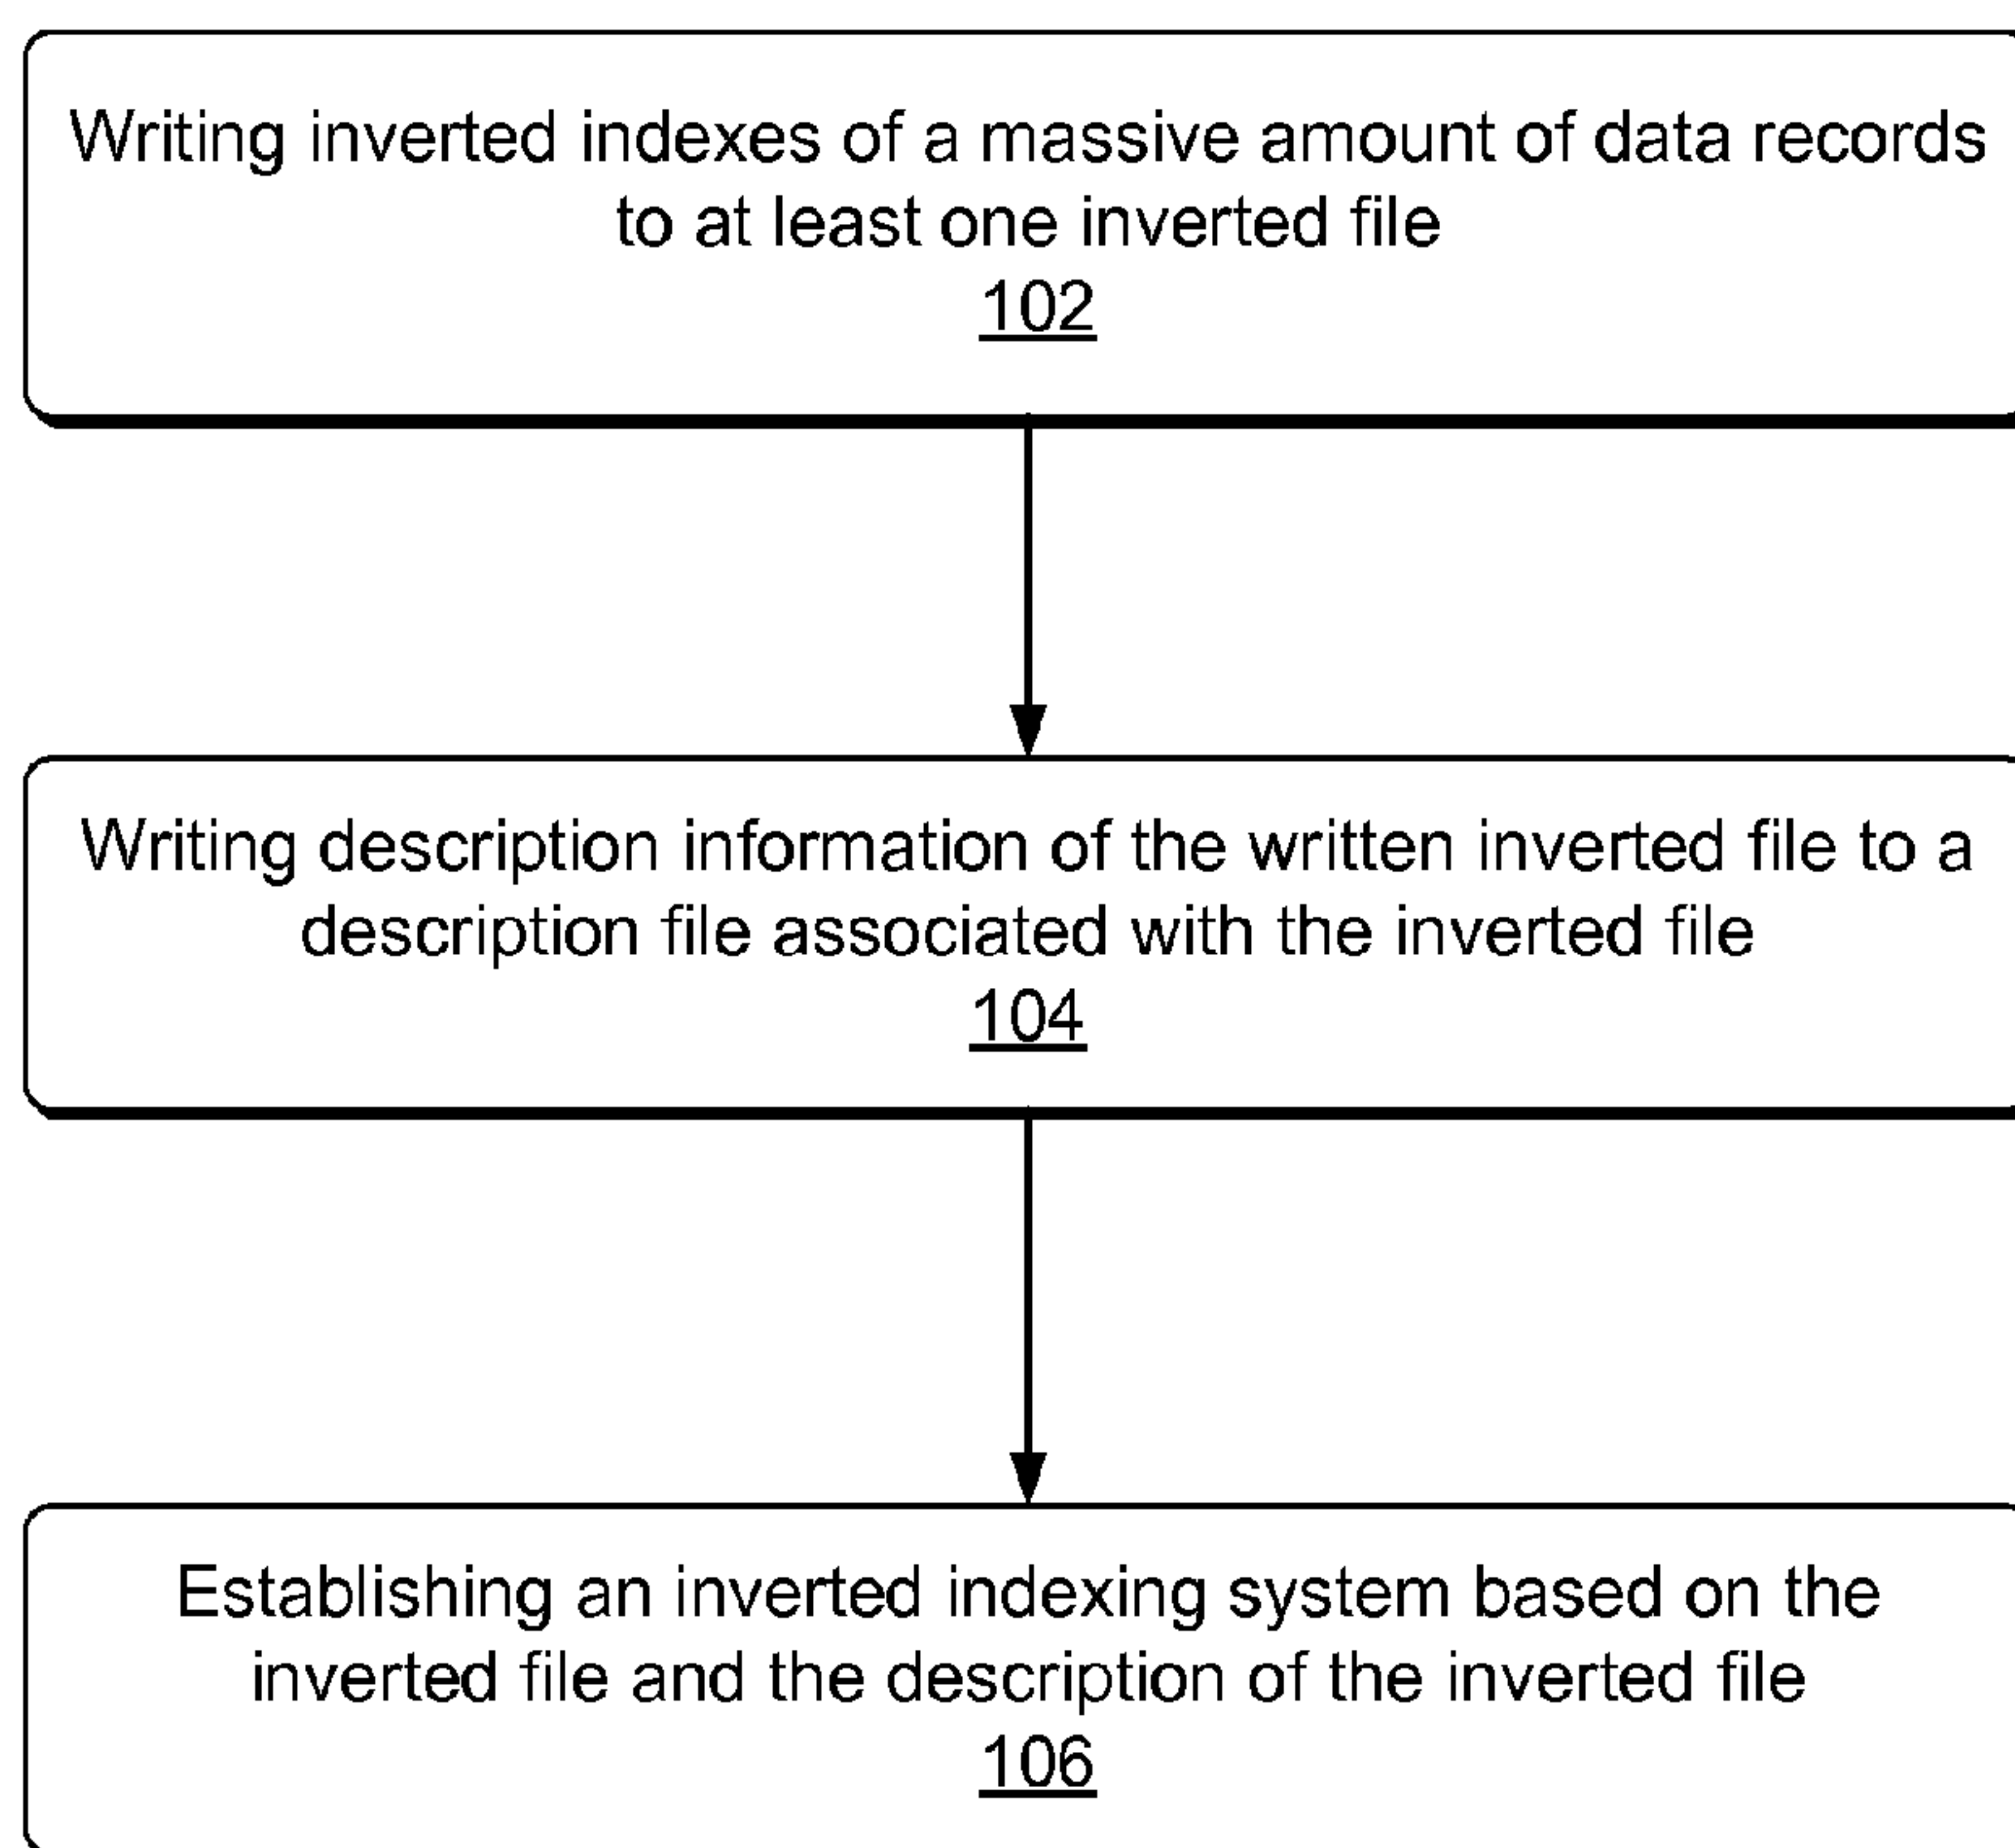 Writing inverted indexes of a massive amount of data records
to at least one inverted file
102
Writing description information of the written inverted file to a
description file associated with the inverted file
104
Establishing an inverted indexing system based on the
inverted file and the description of the inverted file
106